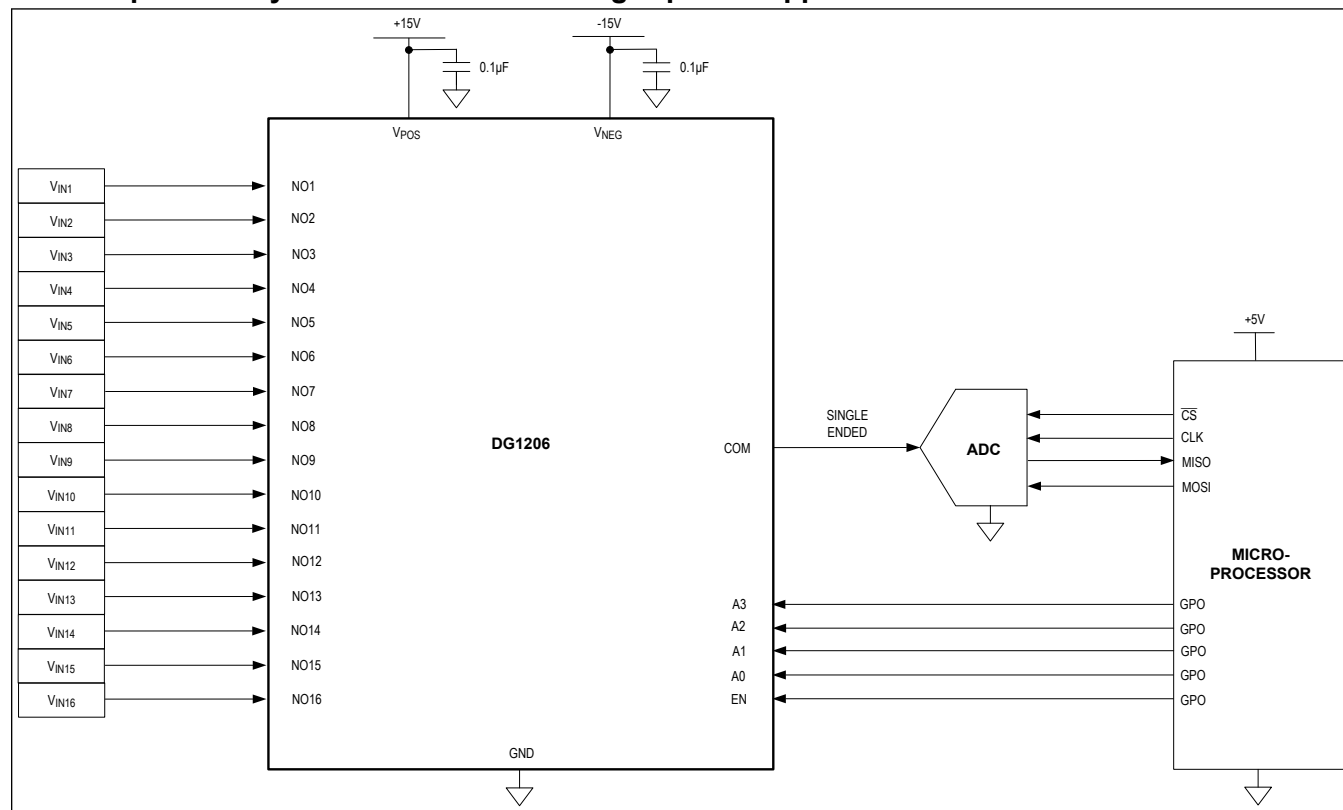 +15V
-15V
0.1µF
0.1µF
VPOS
VNEG
VIN1
NO1
VIN2
NO2
VIN3
NO3
VIN4
NO4
VIN5
NO5
VIN6
NO6
VIN7
NO7
VIN8
NO8
VIN9
NO9
VIN10
NO10
VIN11
NO11
VIN12
NO12
VIN13
NO13
VIN14
NO14
VIN15
NO15
VIN16
NO16
DG1206
COM
A3
A2
A1
A0
EN
GND
SINGLE
ENDED
ADC
+5V
CS
CLK
MISO
MOSI
MICRO-
PROCESSOR
GPO
GPO
GPO
GPO
GPO